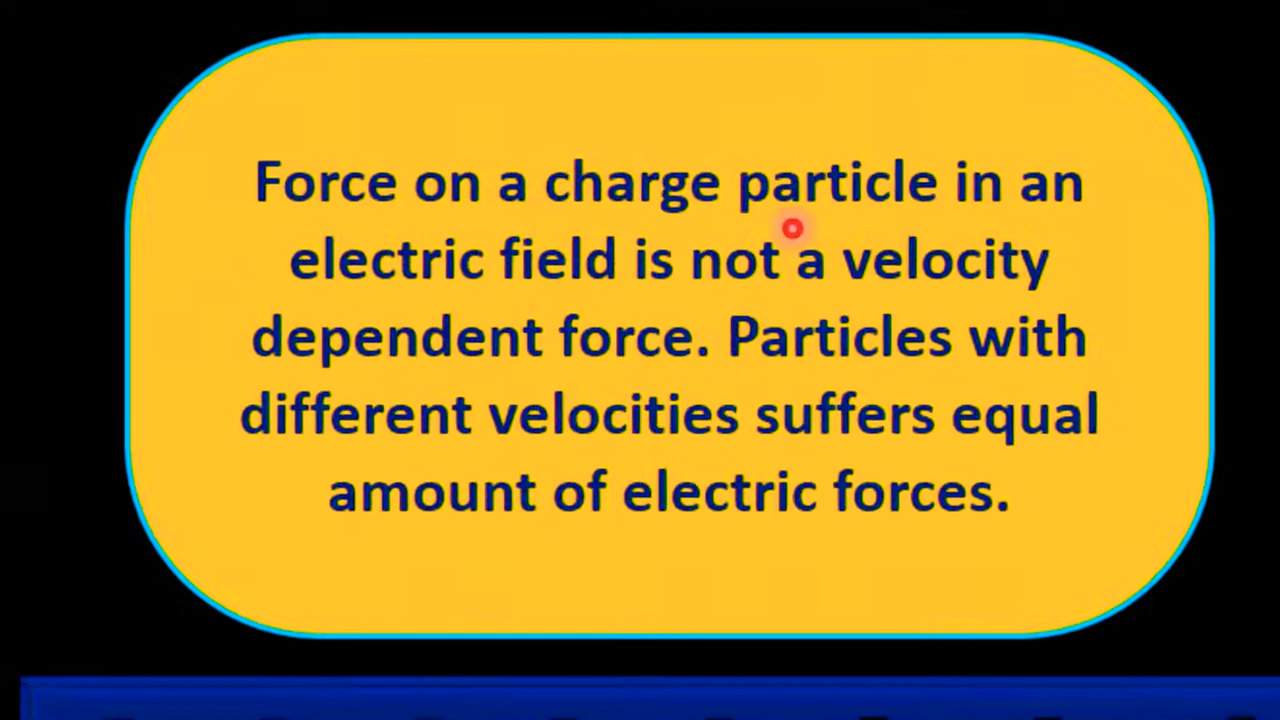 Force on a charge particle in an
electric field is not a velocity
dependent force. Particles with
different velocities suffers equal
amount of electric forces.